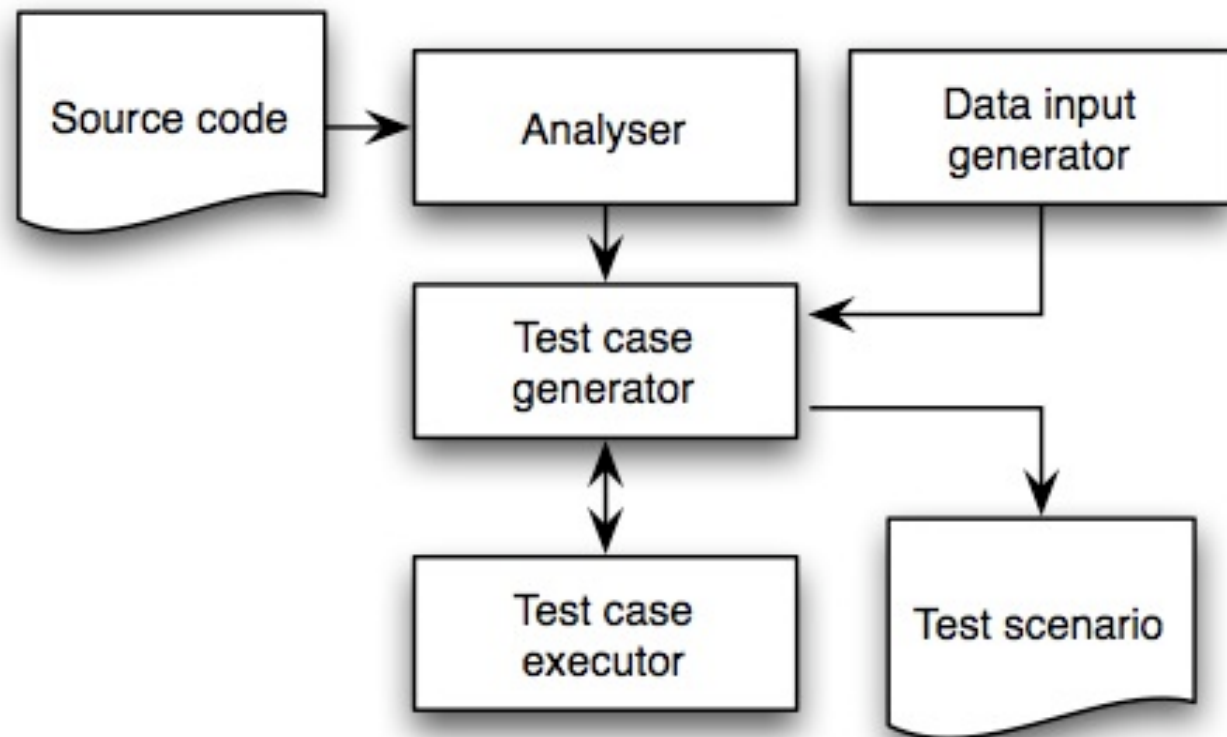 Source code
Analyser
Data input
generator
Test case
generator
Test case
executor
Test scenario